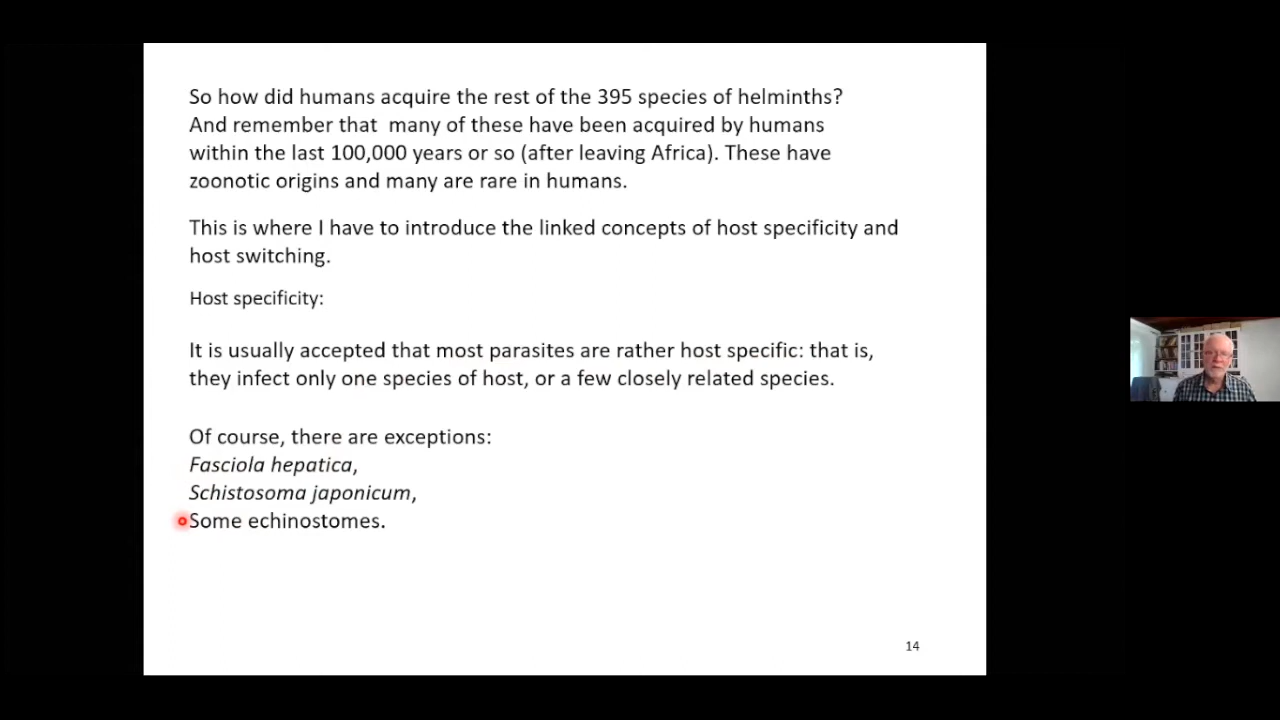 So how did humans acquire the rest of the 395 species of helminths?
And remember that  many of these have been acquired by humans
within the last 100,000 years or so (after leaving Africa). These have
zoonotic origins and many are rare in humans.
This is where I have to introduce the linked concepts of host specificity and
host switching.
Host specificity:
It is usually accepted that most parasites are rather host specific: that is,
they infect only one species of host, or a few closely related species.
Of course, there are exceptions:
Fasciola hepatica,
Schistosoma japonicum,
Some echinostomes.
14